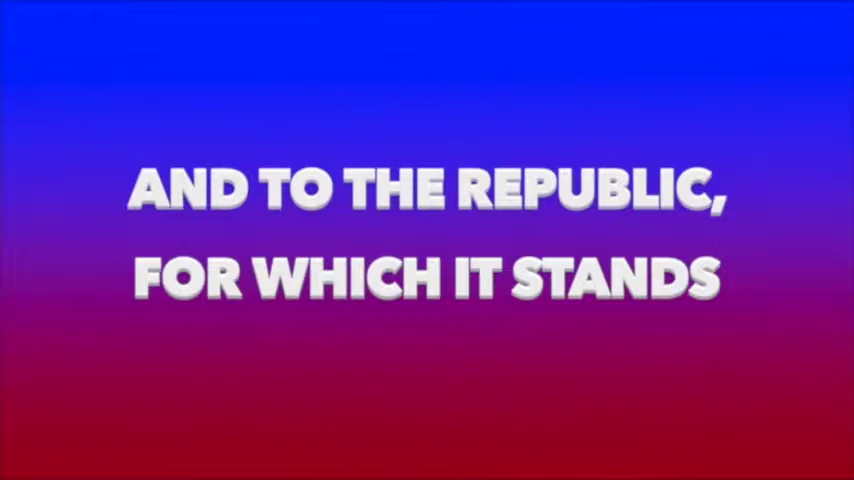 AND TO THE REPUBLIC,
FOR WHICH IT STANDS